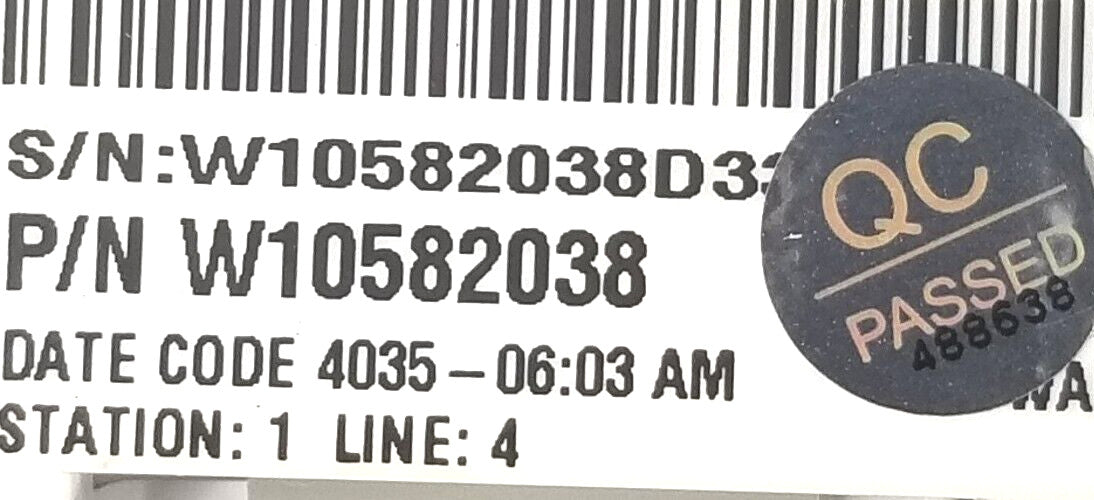 S/N:W10582038D3
P/N W10582038
DATE CODE 4035-06:03 AM
STATION: 1 LINE: 4
QC
PASSED
488638